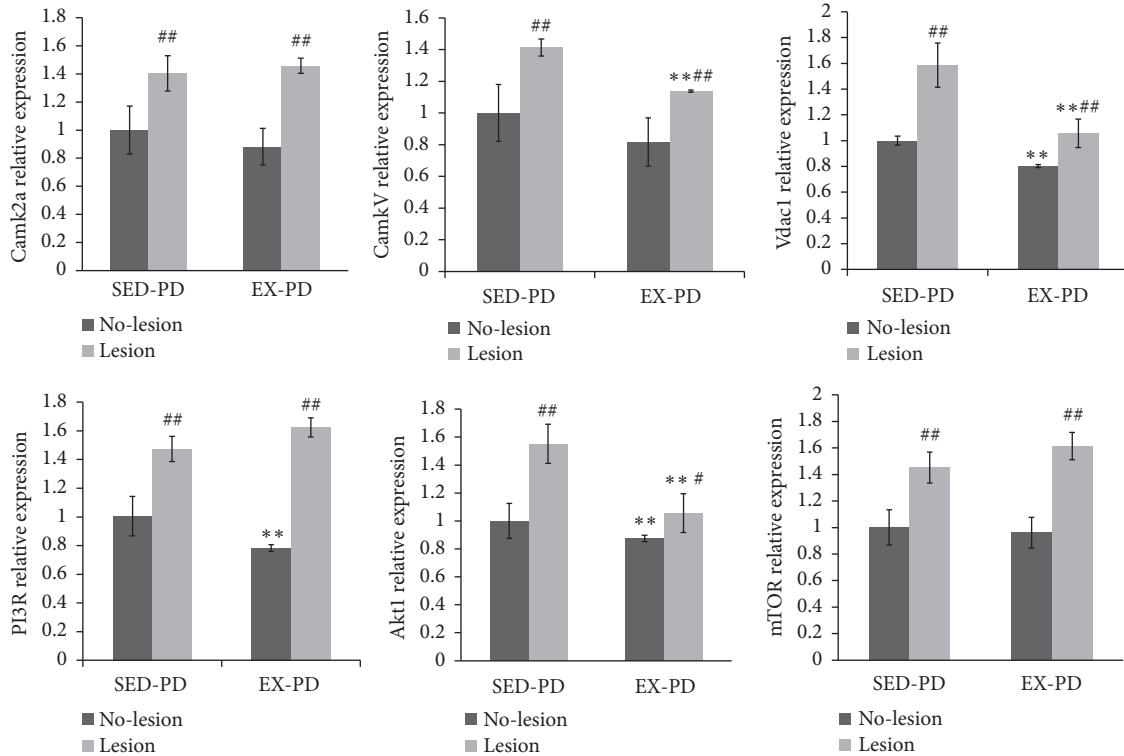 Camk2a relative expression
1.8
1.6
1.4
1.2
1
0.8
0.6
0.4
0.2
0
##
##
SED-PD
EX-PD
No-lesion
Lesion
CamkV relative expression
1.6
1.4
1.2
1
0.8
0.6
0.4
0.2
0
##
**##
SED-PD
EX-PD
No-lesion
Lesion
Vdac1 relative expression
2
1.8
1.6
1.4
1.2
1
0.8
0.6
0.4
0.2
0
##
**
**##
SED-PD
EX-PD
No-lesion
Lesion
PI3R relative expression
1.8
1.6
1.4
1.2
1
0.8
0.6
0.4
0.2
0
##
**
##
SED-PD
EX-PD
No-lesion
Lesion
Akt1 relative expression
1.8
1.6
1.4
1.2
1
0.8
0.6
0.4
0.2
0
##
**
** #
SED-PD
EX-PD
No-lesion
Lesion
mTOR relative expression
2
1.8
1.6
1.4
1.2
1
0.8
0.6
0.4
0.2
0
##
##
SED-PD
EX-PD
No-lesion
Lesion